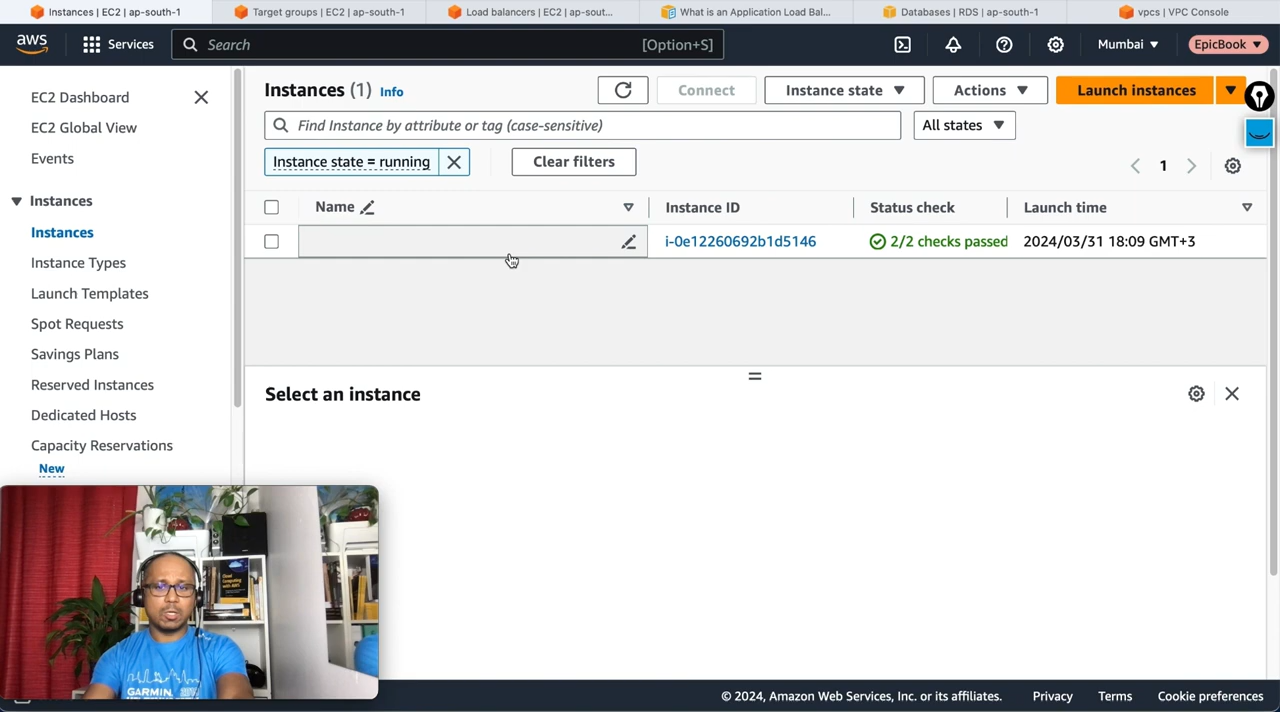 Instances | EC2 | ap-south-1
Target groups | EC2 | ap-south-1
Load balancers | EC2 | ap-sout...
What is an Application Load Bal...
Databases | RDS | ap-south-1
vpcs | VPC Console
aws
Services
Search
[Option+S]
Mumbai
EpicBook
EC2 Dashboard
EC2 Global View
Events
Instances
Instances
Instance Types
Launch Templates
Spot Requests
Savings Plans
Reserved Instances
Dedicated Hosts
Capacity Reservations
New
Instances (1) Info
Connect
Instance state
Actions
Launch instances
Find Instance by attribute or tag (case-sensitive)
All states
Instance state = running
Clear filters
1
Name
Instance ID
Status check
Launch time
i-0e12260692b1d5146
2/2 checks passed
2024/03/31 18:09 GMT+3
Select an instance
Cloud Computing with AWS
GARMIN
© 2024, Amazon Web Services, Inc. or its affiliates.
Privacy
Terms
Cookie preferences